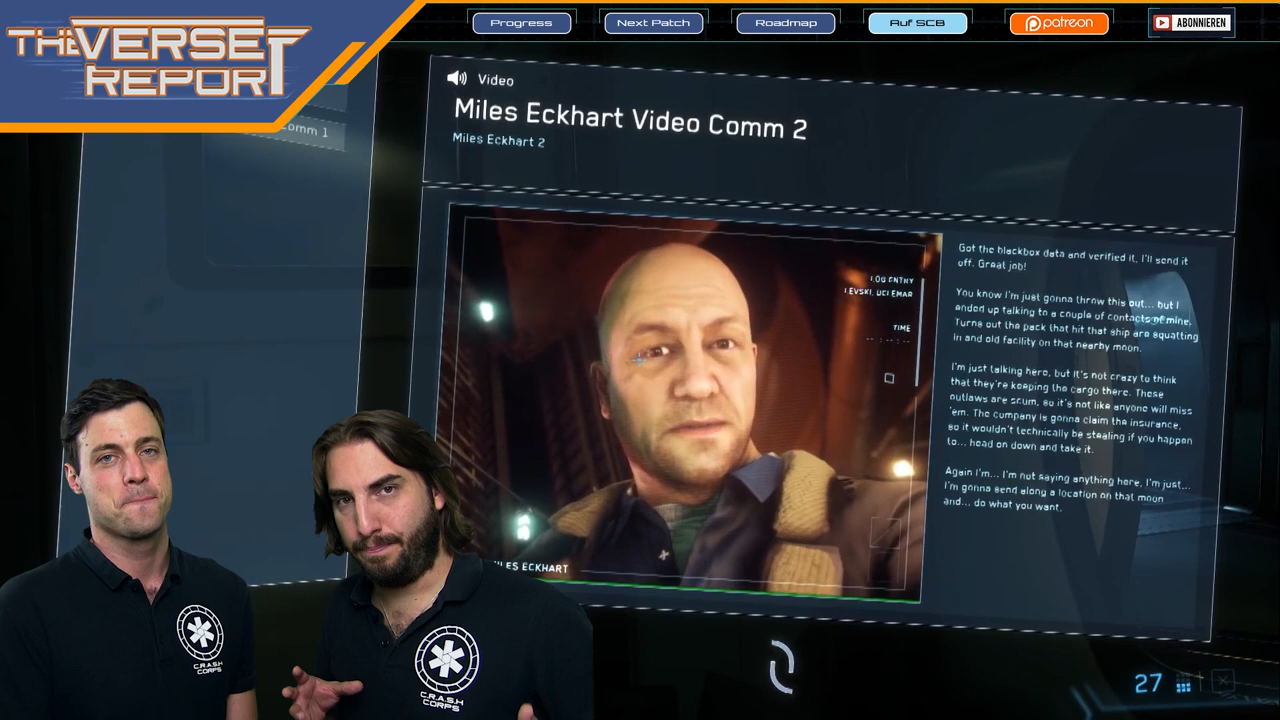 THE VERSE
REPORT
Progress
Next Patch
Roadmap
Auf SCB
patreon
ABONNIEREN
Comm 1
Video
Miles Eckhart Video Comm 2
Miles Eckhart 2
LOG ENTRY
LEVSKI, DELEMAR
TIME
-- : -- : --
Got the blackbox data and verified it, I'll send it
off. Great job!
You know I'm just gonna throw this out... but I
ended up talking to a couple of contacts of mine.
Turns out the pack that hit that ship are squatting
in and old facility on that nearby moon.
I'm just talking here, but it's not crazy to think
that they're keeping the cargo there. These
outlaws are scum, so it's not like anyone will miss
'em. The company is gonna claim the insurance,
so it wouldn't technically be stealing if you happen
to... head on down and take it.
Again I'm... I'm not saying anything here, I'm just...
I'm gonna send along a location on that moon
and... do what you want.
ILES ECKHART
C.R.A.S.H
CORPS
C.R.A.S.H
CORPS
27